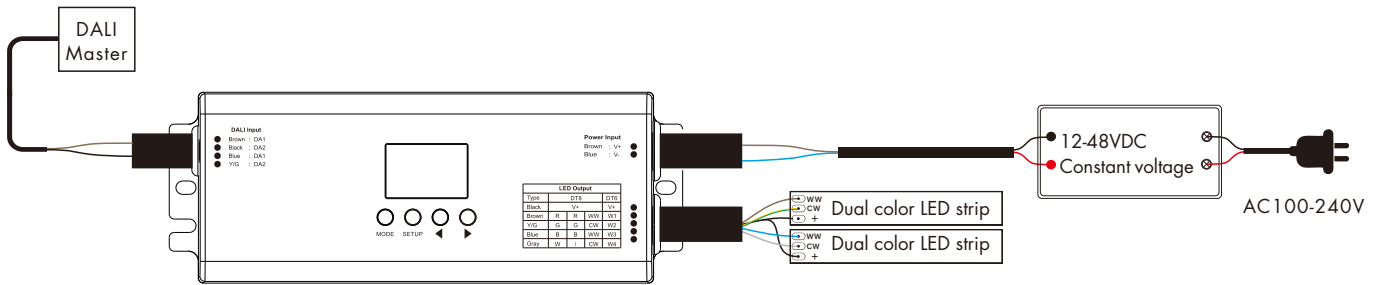 DALI
Master
DALI Input
Brown : DA1
Black : DA2
Blue : DA1
Y/G : DA2
MODE SETUP
Power Input
Brown : V+
Blue : V-
LED Output
Type DT8 DT6
Black V+ V+
Brown R R WW W1
Y/G G G CW W2
Blue B B WW W3
Gray W / CW W4
WW
CW
+
Dual color LED strip
WW
CW
+
Dual color LED strip
12-48VDC
Constant voltage
AC100-240V